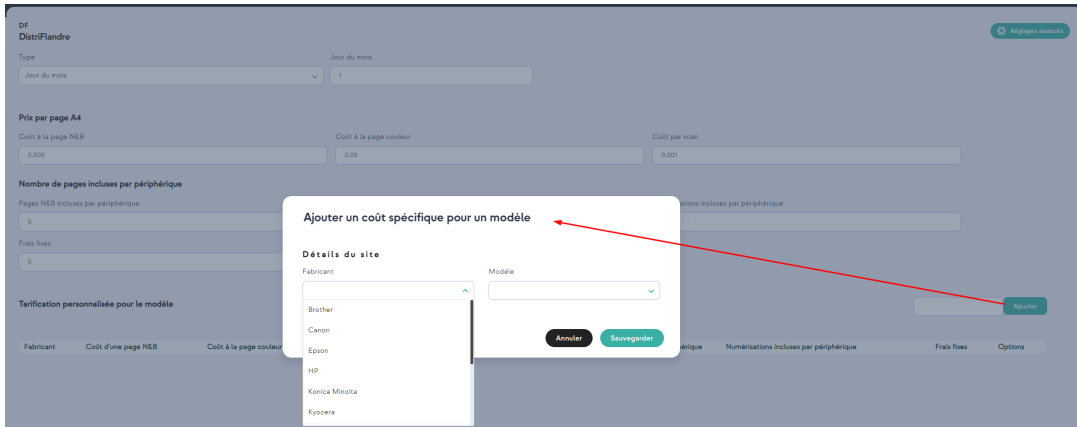 DF
DistriFlandre
Réglages avancés
Type
Jour du mois
Jour du mois
1
Prix par page A4
Coût à la page N&B
Coût à la page couleur
Coût par scan
0,005
0,05
0,001
Nombre de pages incluses par périphérique
Pages N&B incluses par périphérique
ations incluses par périphérique
0
Frais fixes
0
Ajouter un coût spécifique pour un modèle
Détails du site
Fabricant
Modèle
Brother
Canon
Epson
HP
Konica Minolta
Kyocera
Annuler
Sauvegarder
Tarification personnalisée pour le modèle
Ajouter
Fabricant
Coût d'une page N&B
Coût à la page couleur
érique
Numérisations incluses par périphérique
Frais fixes
Options